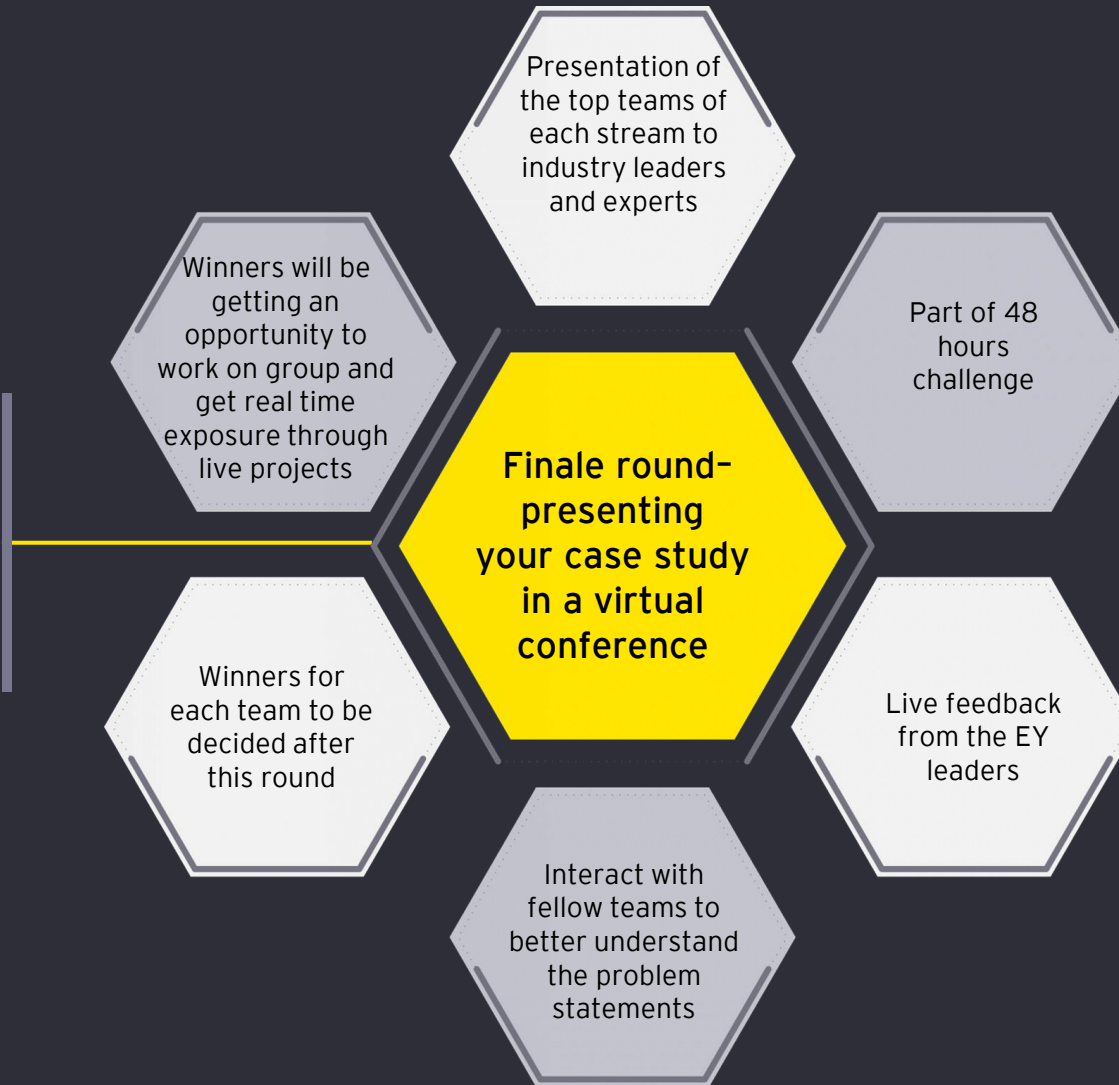 Presentation of
the top teams of
each stream to
industry leaders
and experts
Winners will be
getting an
opportunity to
work on group and
get real time
exposure through
live projects
Part of 48
hours
challenge
Finale round–
presenting
your case study
in a virtual
conference
Winners for
each team to be
decided after
this round
Live feedback
from the EY
leaders
Interact with
fellow teams to
better understand
the problem
statements